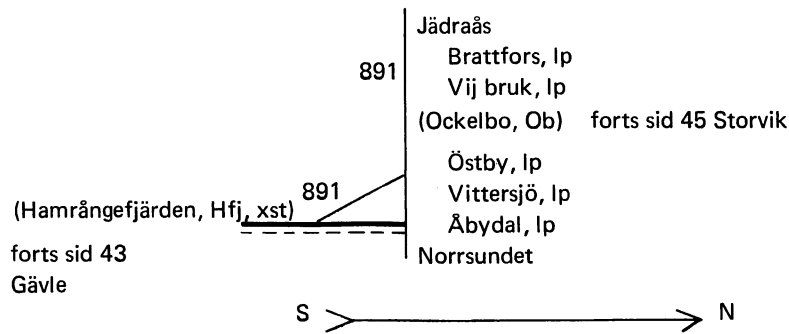 Jädraås
Brattfors, lp
891
Vij bruk, lp
(Ockelbo, Ob) forts sid 45 Storvik
Östby, lp
891
Vittersjö, lp
(Hamrångefjärden, Hfj, xst)
Åbydal, lp
forts sid 43
Norrsundet
Gävle
S
N